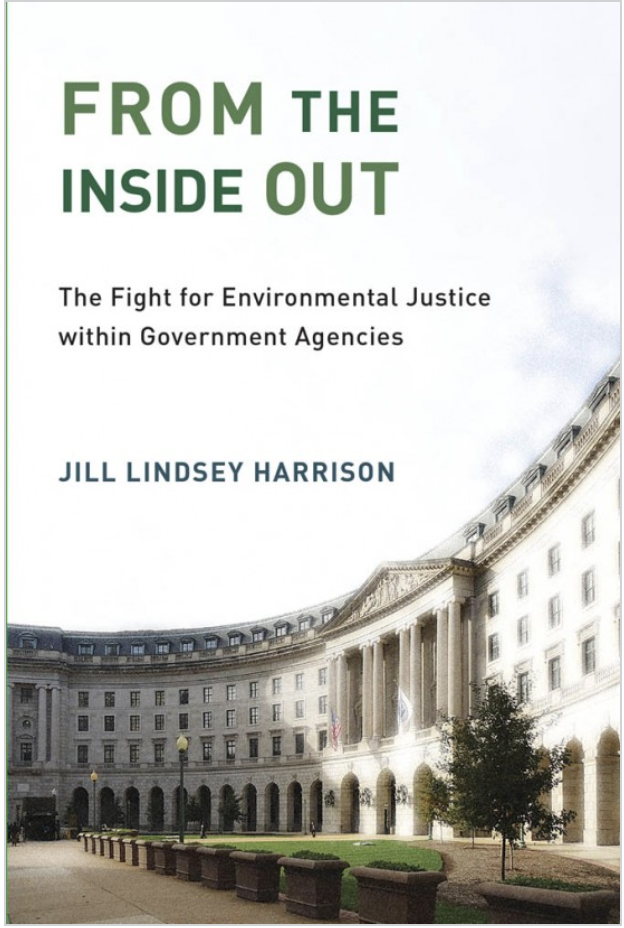 FROM THE
INSIDE OUT
The Fight for Environmental Justice
within Government Agencies
JILL LINDSEY HARRISON